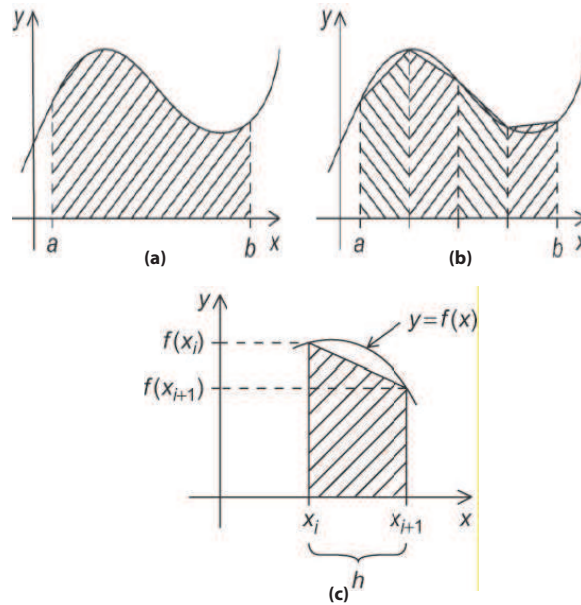 y
a
b
x
(a)
y
a
b
x
(b)
y
f(xᵢ)
y=f(x)
f(xᵢ₊₁)
xᵢ
xᵢ₊₁
x
h
(c)